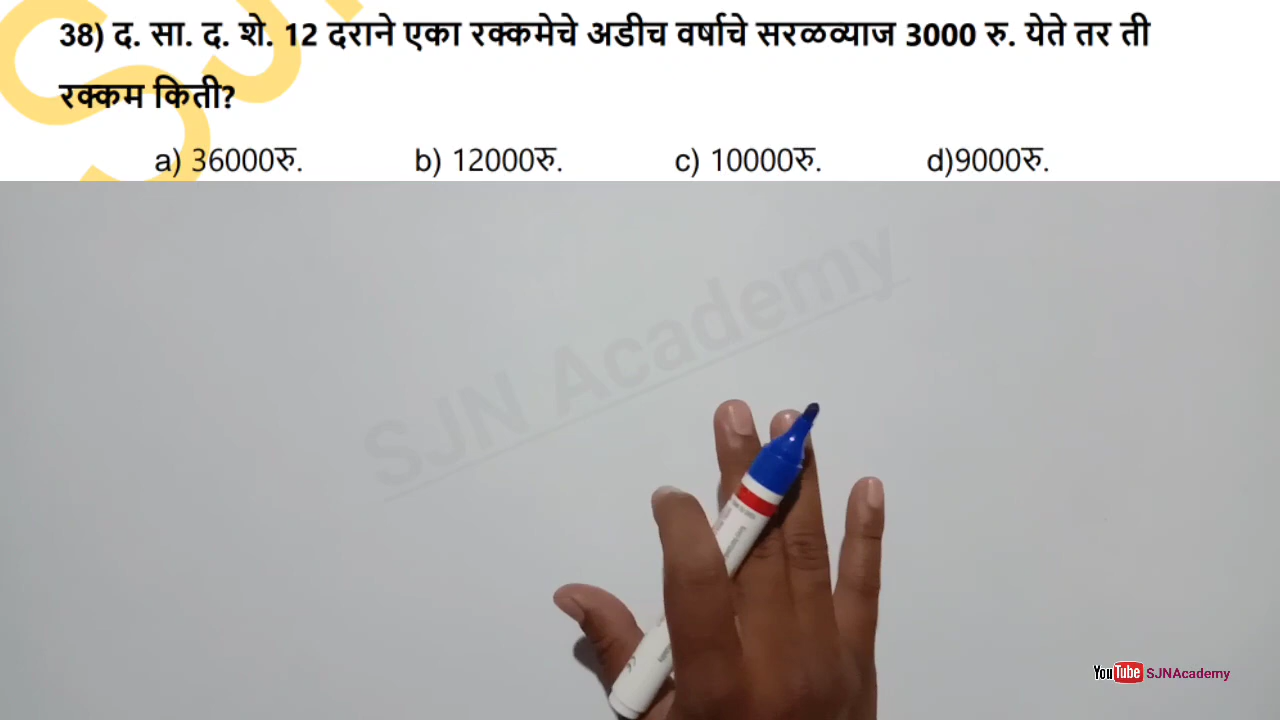 38) द. सा. द. शे. 12 दराने एका रक्कमेचे अडीच वर्षाचे सरळव्याज 3000 रु. येते तर ती
रक्कम किती?
a) 36000रु. b) 12000रु. c) 10000रु. d)9000रु.
SJN Academy
YouTube SJNAcademy